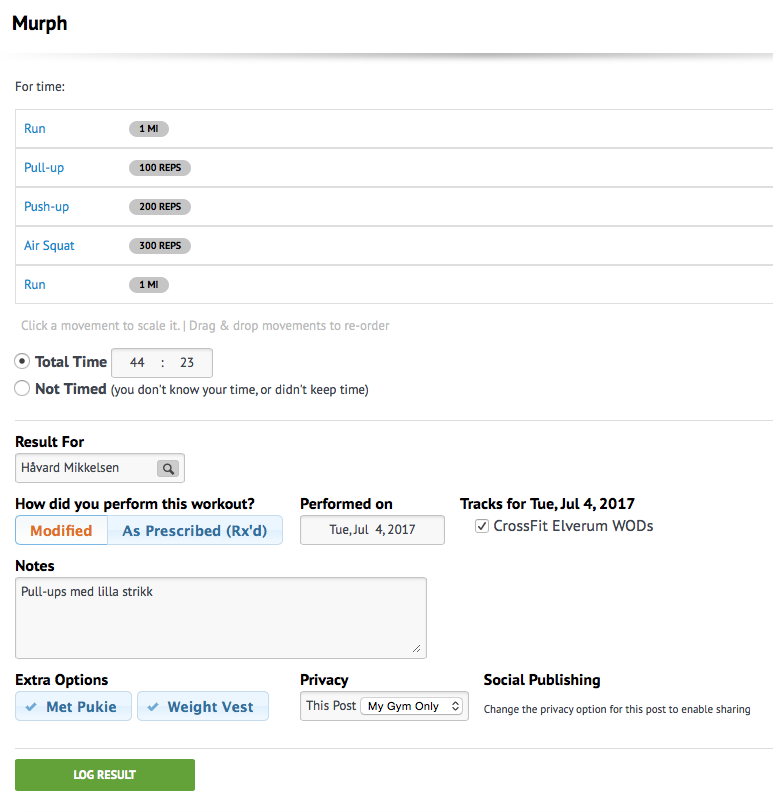 Murph
For time:
Run 1 MI
Pull-up 100 REPS
Push-up 200 REPS
Air Squat 300 REPS
Run 1 MI
Click a movement to scale it. | Drag & drop movements to re-order
Total Time 44 : 23
Not Timed (you don't know your time, or didn't keep time)
Result For
Håvard Mikkelsen
How did you perform this workout? Performed on Tracks for Tue, Jul 4, 2017
Modified As Prescribed (Rx'd) Tue, Jul 4, 2017 CrossFit Elverum WODs
Notes
Pull-ups med lilla strikk
Extra Options Privacy Social Publishing
Met Pukie Weight Vest This Post My Gym Only Change the privacy option for this post to enable sharing
LOG RESULT